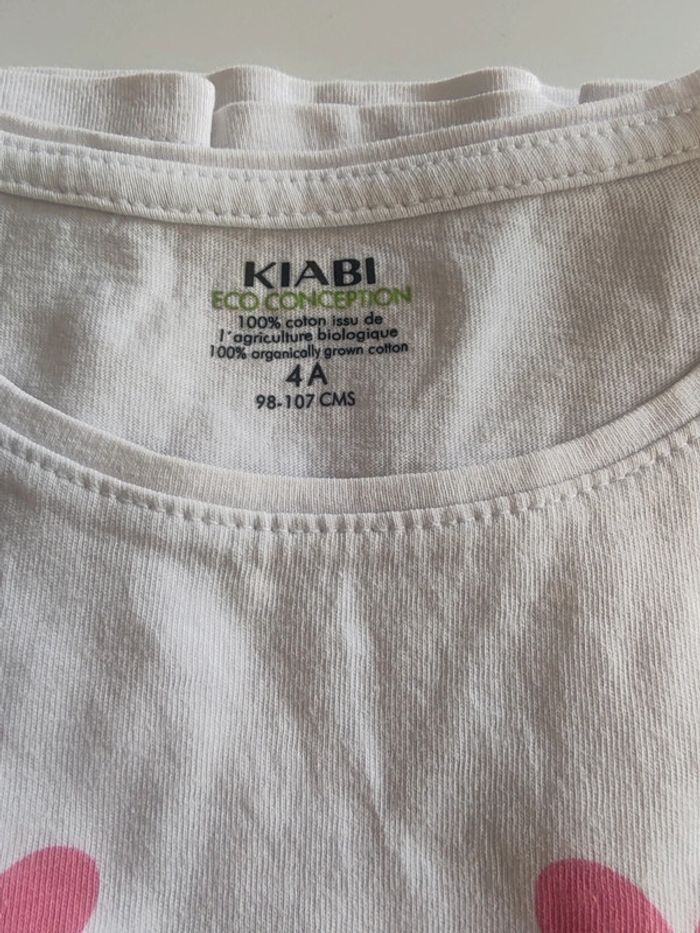 KIABI
ECO CONCEPTION
100% coton issu de
l'agriculture biologique
100% organically grown cotton
4A
98-107 CMS